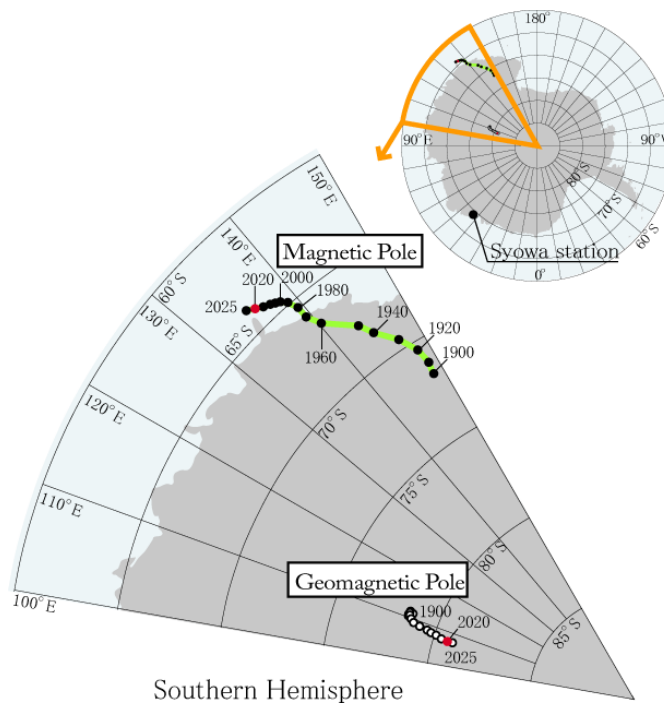 180°
90°E
90°W
80°S
70°S
60°S
Syowa station
0°
150°E
140°E
Magnetic Pole
60°S
2020
2000
2025
1980
130°E
65°S
1960
1940
1920
1900
120°E
70°S
110°E
75°S
80°S
Geomagnetic Pole
100°E
1900
2020
85°S
2025
Southern Hemisphere